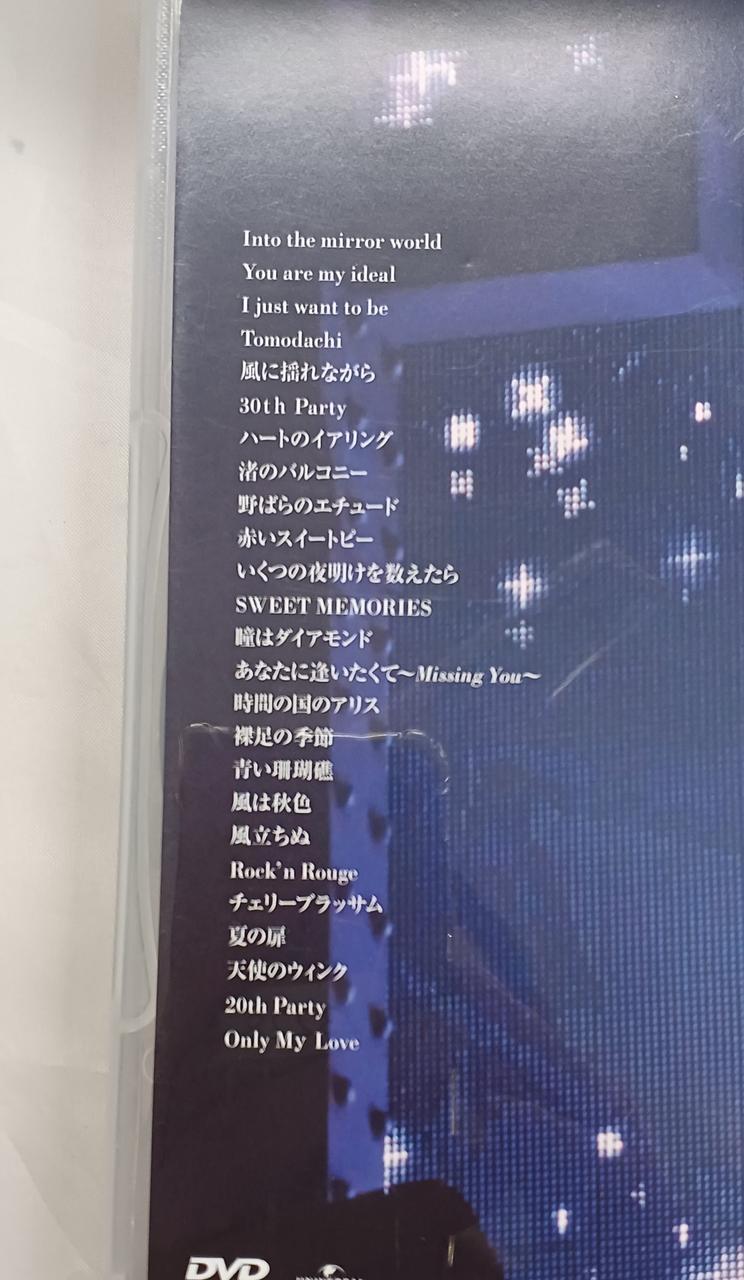 Into the mirror world
You are my ideal
I just want to be
Tomodachi
風に揺れながら
30th Party
ハートのイアリング
渚のバルコニー
野ばらのエチュード
赤いスイートピー
いくつの夜明けを数えたら
SWEET MEMORIES
瞳はダイアモンド
あなたに逢いたくて〜Missing You〜
時間の国のアリス
裸足の季節
青い珊瑚礁
風は秋色
風立ちぬ
Rock'n Rouge
チェリーブラッサム
夏の扉
天使のウィンク
20th Party
Only My Love
DVD